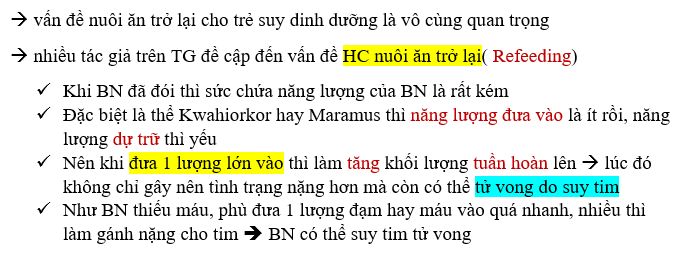 → vấn đề nuôi ăn trở lại cho trẻ suy dinh dưỡng là vô cùng quan trọng
→ nhiều tác giả trên TG đề cập đến vấn đề HC nuôi ăn trở lại( Refeeding)
✓ Khi BN đã đói thì sức chứa năng lượng của BN là rất kém
✓ Đặc biệt là thể Kwahiorkor hay Maramus thì năng lượng đưa vào là ít rồi, năng
lượng dự trữ thì yếu
✓ Nên khi đưa 1 lượng lớn vào thì làm tăng khối lượng tuần hoàn lên → lúc đó
không chỉ gây nên tình trạng nặng hơn mà còn có thể tử vong do suy tim
✓ Như BN thiếu máu, phù đưa 1 lượng đạm hay máu vào quá nhanh, nhiều thì
làm gánh nặng cho tim → BN có thể suy tim tử vong